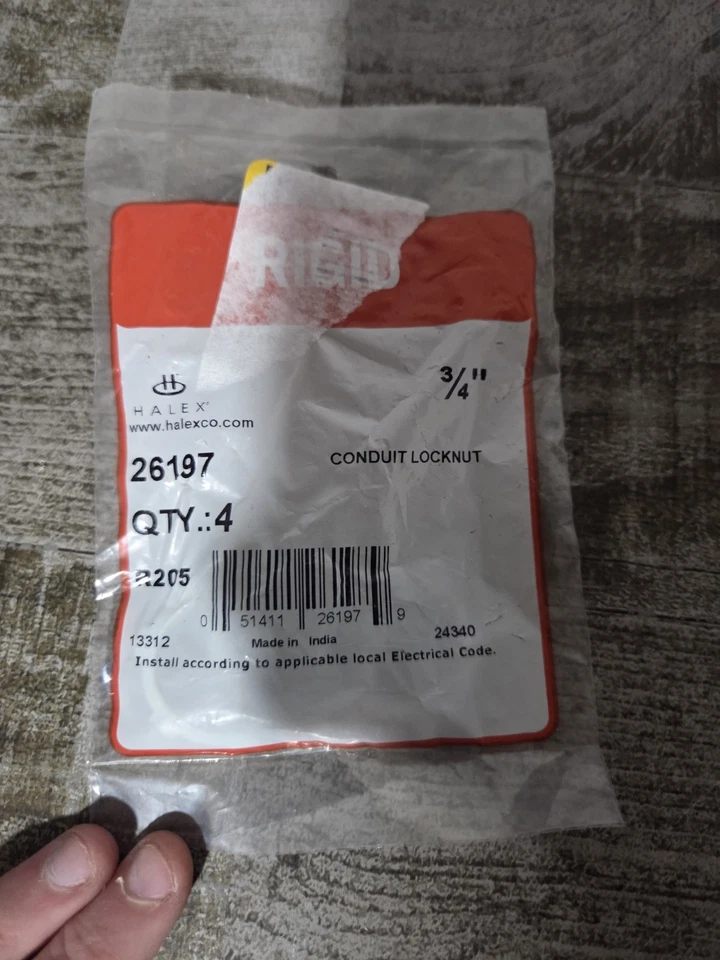 RIGID
3/4"
HALEX®
www.halexco.com
26197
CONDUIT LOCKNUT
QTY.:4
R205
0 51411 26197 9
13312 Made in India 24340
Install according to applicable local Electrical Code.